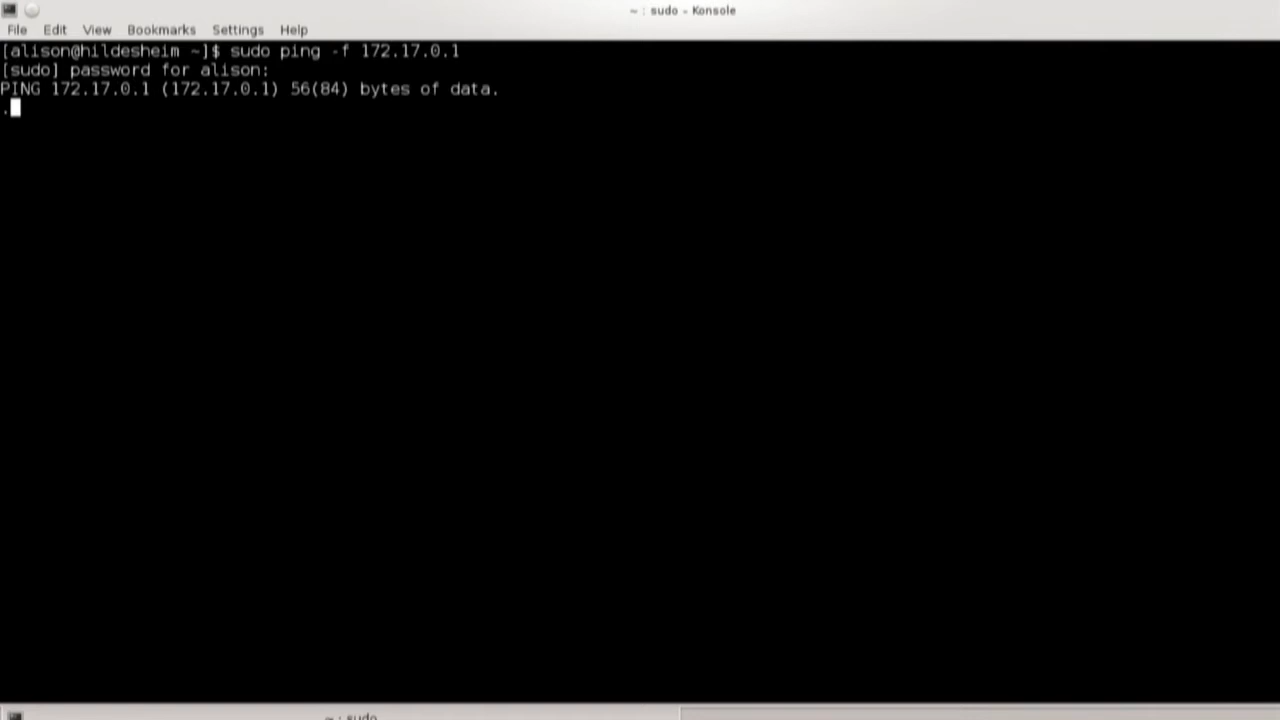 ~ : sudo - Konsole
File Edit View Bookmarks Settings Help
[alison@hildesheim ~]$ sudo ping -f 172.17.0.1
[sudo] password for alison:
PING 172.17.0.1 (172.17.0.1) 56(84) bytes of data.
.
~ : sudo